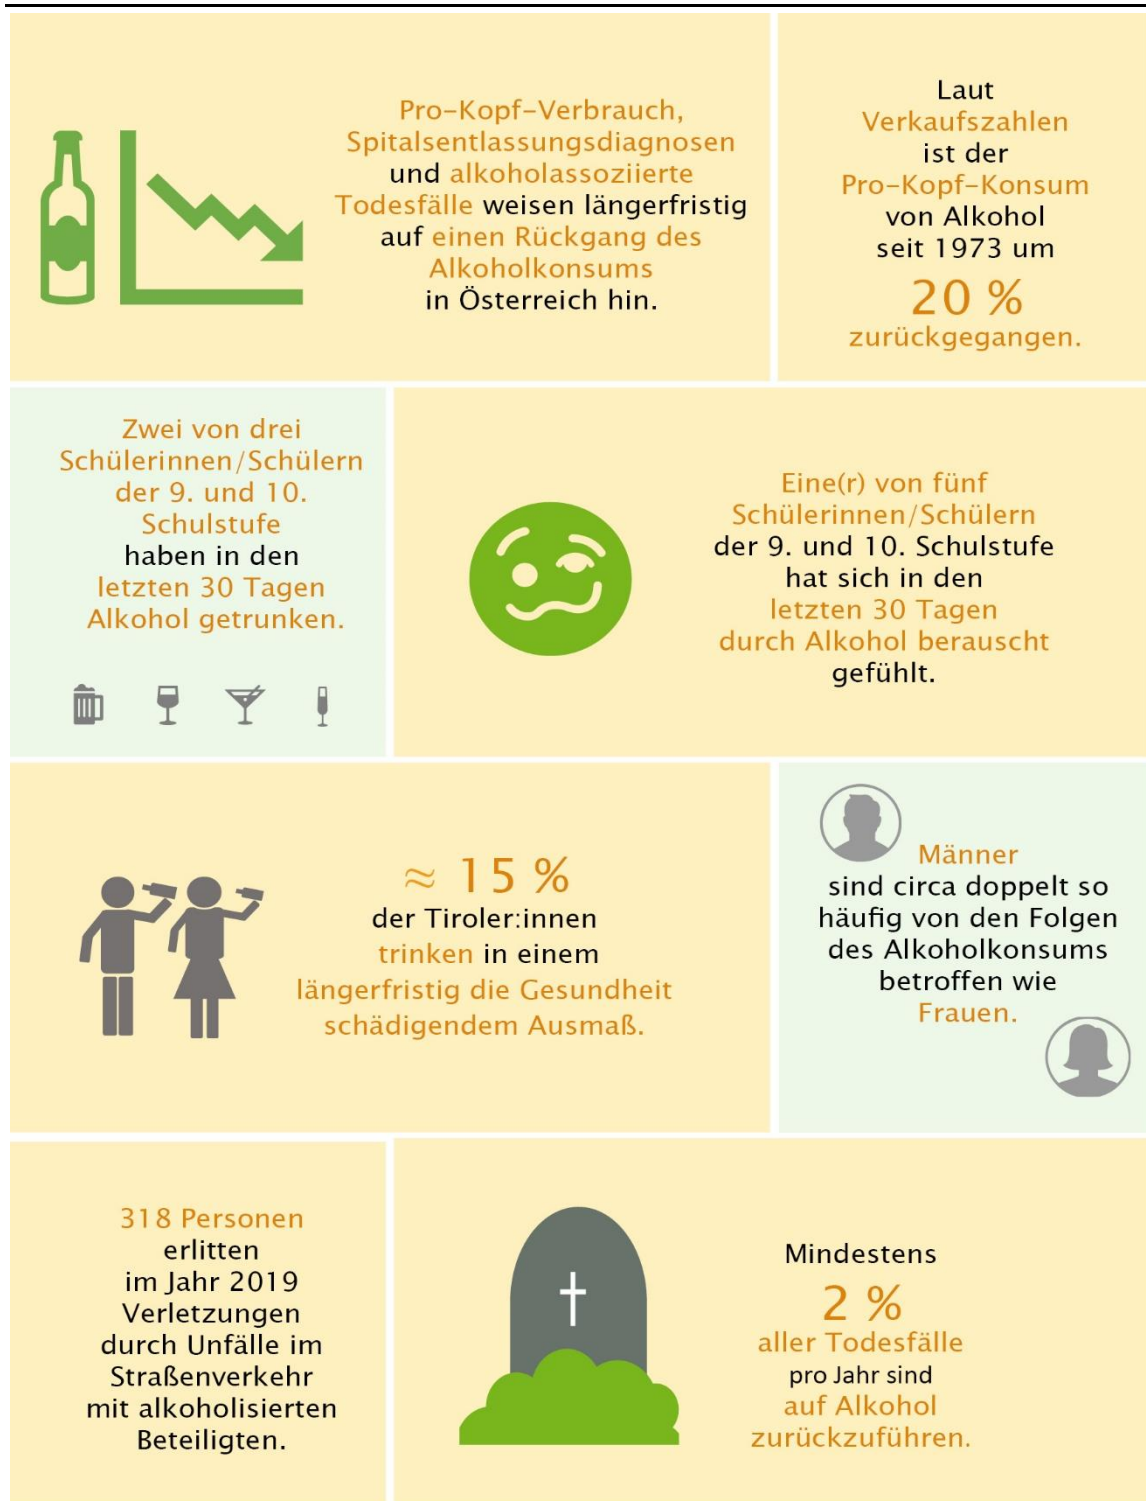 Pro-Kopf-Verbrauch,
Spitalsentlassungsdiagnosen
und alkoholassoziierte
Todesfälle weisen längerfristig
auf einen Rückgang des
Alkoholkonsums
in Österreich hin.
Laut
Verkaufszahlen
ist der
Pro-Kopf-Konsum
von Alkohol
seit 1973 um
20 %
zurückgegangen.
Zwei von drei
Schülerinnen/Schülern
der 9. und 10.
Schulstufe
haben in den
letzten 30 Tagen
Alkohol getrunken.
Eine(r) von fünf
Schülerinnen/Schülern
der 9. und 10. Schulstufe
hat sich in den
letzten 30 Tagen
durch Alkohol berauscht
gefühlt.
≈ 15 %
der Tiroler:innen
trinken in einem
längerfristig die Gesundheit
schädigendem Ausmaß.
Männer
sind circa doppelt so
häufig von den Folgen
des Alkoholkonsums
betroffen wie
Frauen.
318 Personen
erlitten
im Jahr 2019
Verletzungen
durch Unfälle im
Straßenverkehr
mit alkoholisierten
Beteiligten.
Mindestens
2 %
aller Todesfälle
pro Jahr sind
auf Alkohol
zurückzuführen.